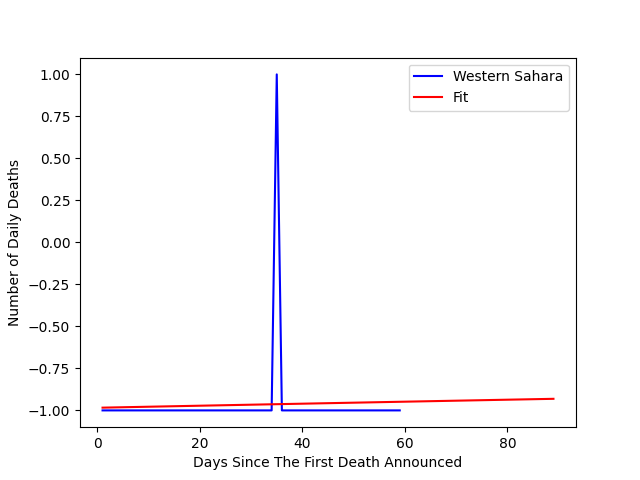 Western Sahara
Fit
1.00
0.75
0.50
0.25
0.00
−0.25
−0.50
−0.75
−1.00
Number of Daily Deaths
0 20 40 60 80
Days Since The First Death Announced